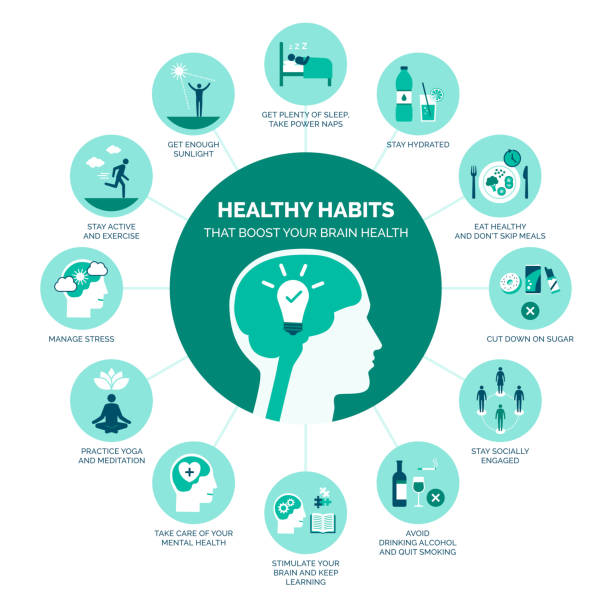 HEALTHY HABITS
THAT BOOST YOUR BRAIN HEALTH
Z Z Z
GET PLENTY OF SLEEP,
TAKE POWER NAPS
STAY HYDRATED
EAT HEALTHY
AND DON'T SKIP MEALS
CUT DOWN ON SUGAR
STAY SOCIALLY
ENGAGED
AVOID
DRINKING ALCOHOL
AND QUIT SMOKING
STIMULATE YOUR
BRAIN AND KEEP
LEARNING
TAKE CARE OF YOUR
MENTAL HEALTH
PRACTICE YOGA
AND MEDITATION
MANAGE STRESS
STAY ACTIVE
AND EXERCISE
GET ENOUGH
SUNLIGHT